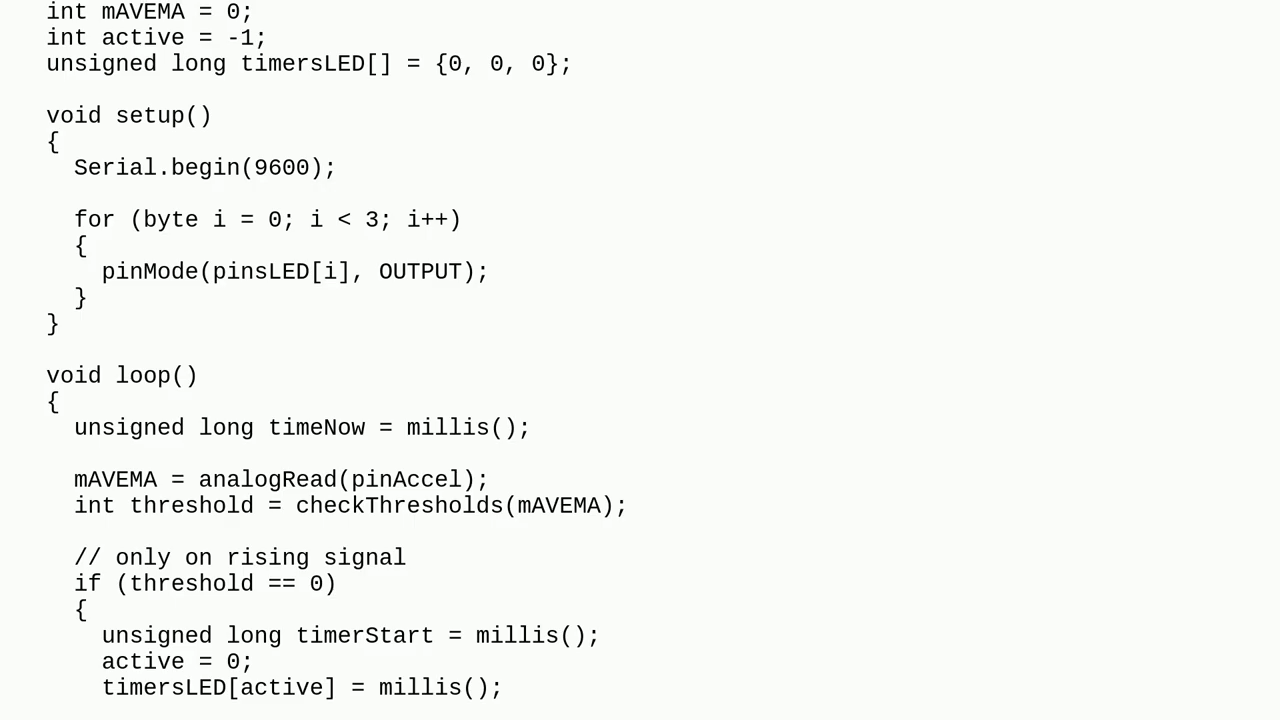 int mAVEMA = 0;
int active = -1;
unsigned long timersLED[] = {0, 0, 0};
void setup()
{
Serial.begin(9600);
for (byte i = 0; i < 3; i++)
{
pinMode(pinsLED[i], OUTPUT);
}
}
void loop()
{
unsigned long timeNow = millis();
mAVEMA = analogRead(pinAccel);
int threshold = checkThresholds(mAVEMA);
// only on rising signal
if (threshold == 0)
{
unsigned long timerStart = millis();
active = 0;
timersLED[active] = millis();